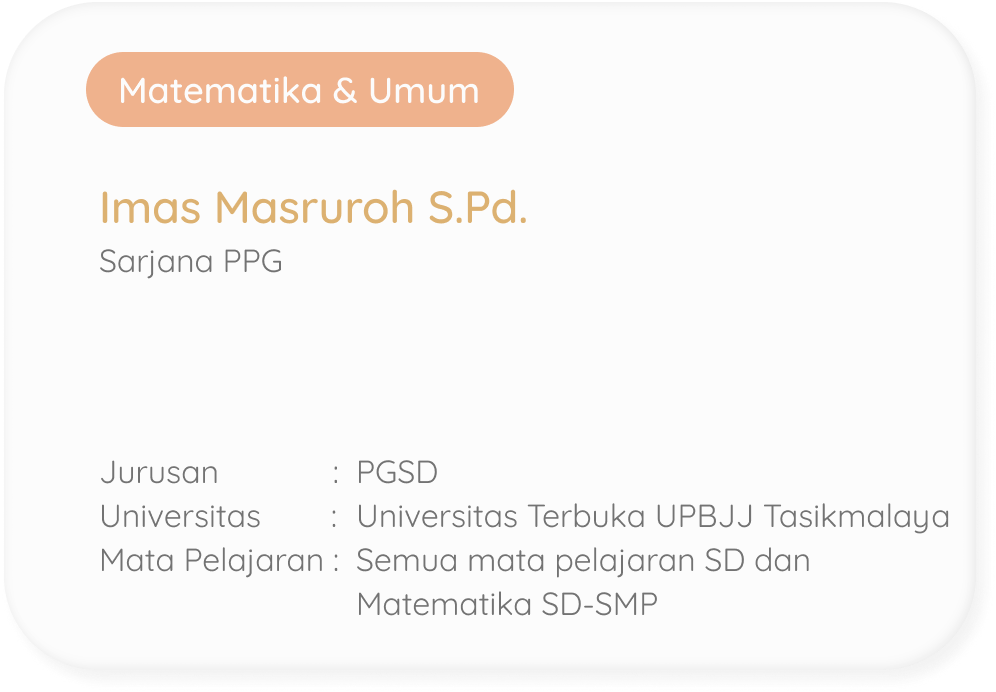 Matematika & Umum
Imas Masruroh S.Pd.
Sarjana PPG
Jurusan : PGSD
Universitas : Universitas Terbuka UPBJJ Tasikmalaya
Mata Pelajaran : Semua mata pelajaran SD dan
Matematika SD-SMP